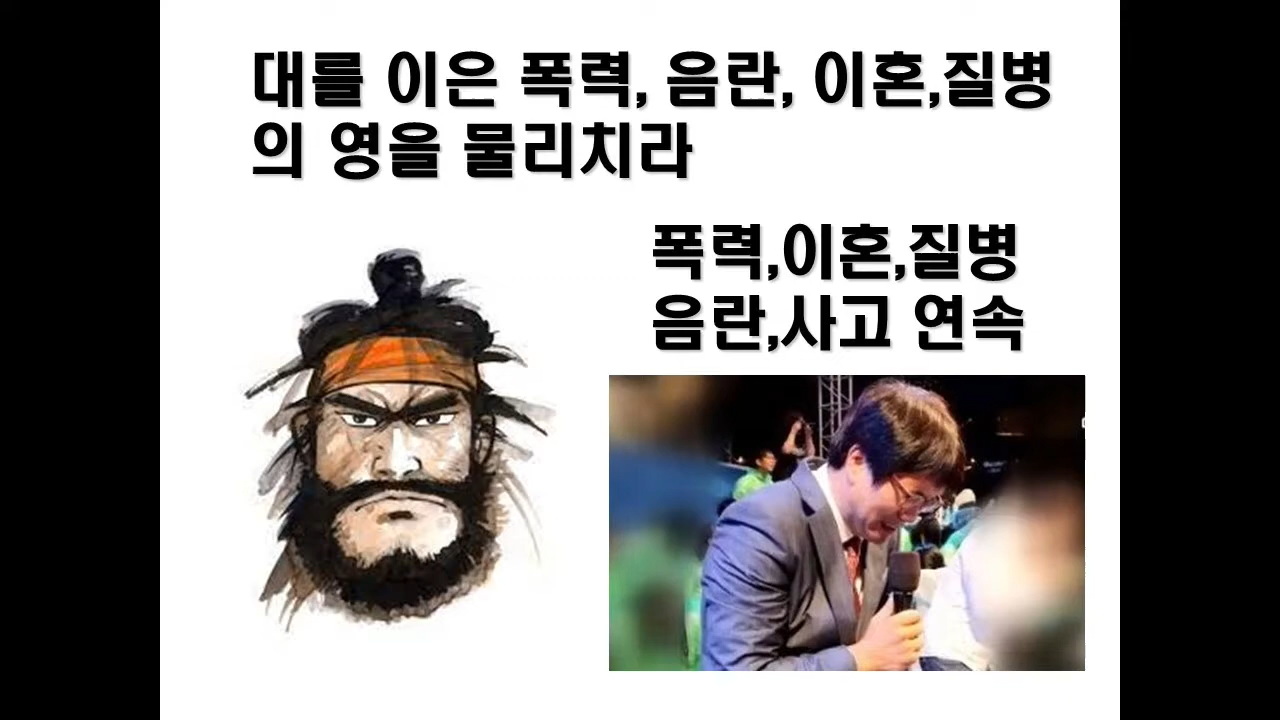 대를 이은 폭력, 음란, 이혼,질병
의 영을 물리치라
폭력,이혼,질병
음란,사고 연속